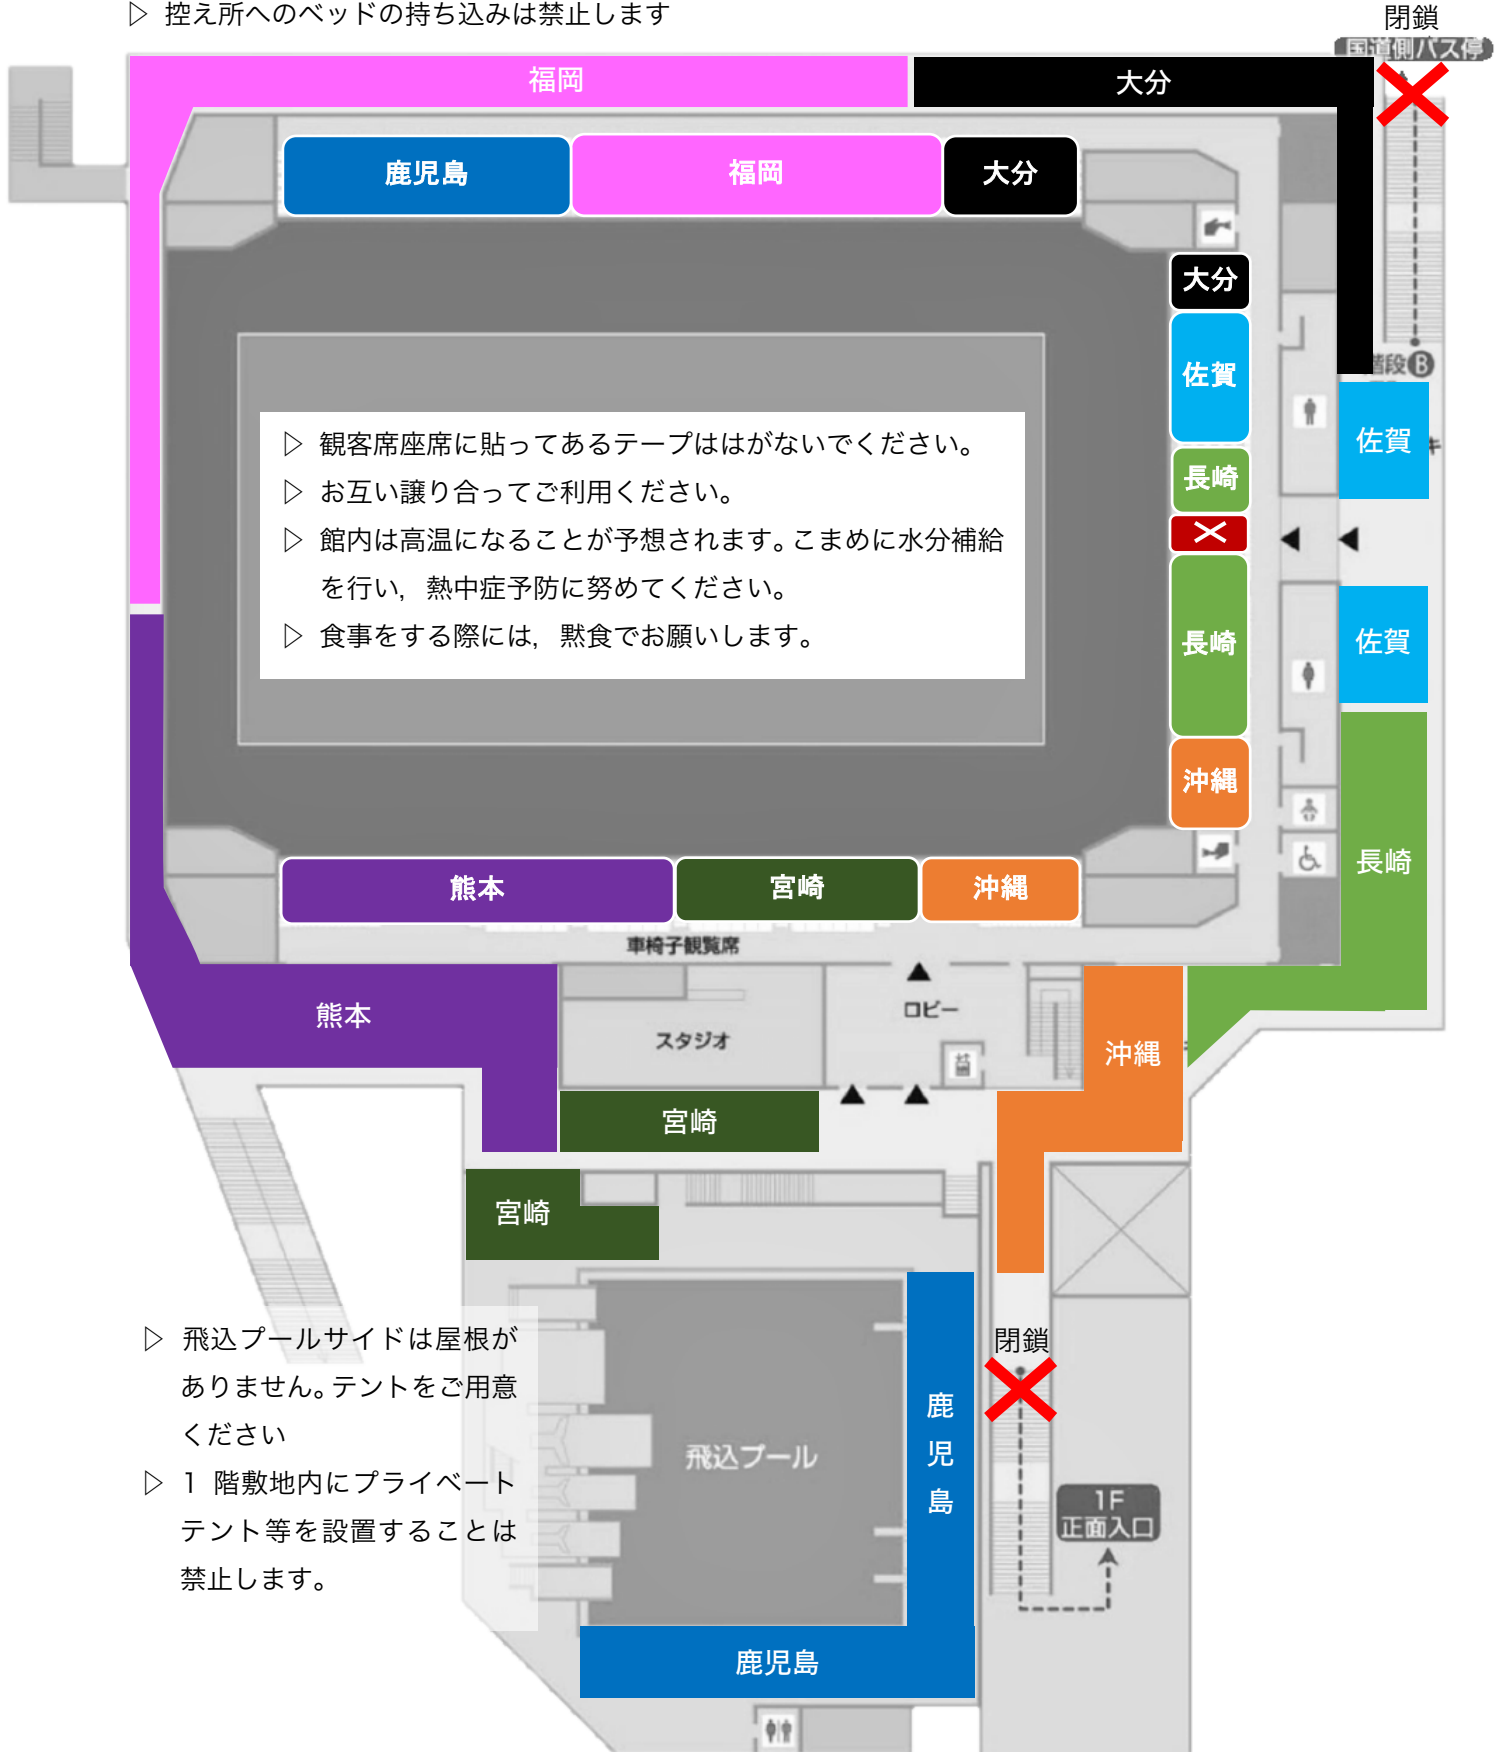 ▷ 控え所へのベッドの持ち込みは禁止します
閉鎖
国道側バス停
福岡
大分
鹿児島
福岡
大分
大分
佐賀
階段B
佐賀
長崎
長崎
佐賀
沖縄
長崎
▷ 観客席座席に貼ってあるテープははがないでください。
▷ お互い譲り合ってご利用ください。
▷ 館内は高温になることが予想されます。こまめに水分補給
を行い，熱中症予防に努めてください。
▷ 食事をする際には，黙食でお願いします。
熊本
宮崎
沖縄
車椅子観覧席
熊本
スタジオ
ロビー
沖縄
宮崎
宮崎
▷ 飛込プールサイドは屋根が
ありません。テントをご用意
ください
▷ 1 階敷地内にプライベート
テント等を設置することは
禁止します。
飛込プール
鹿児島
閉鎖
1F
正面入口
鹿児島